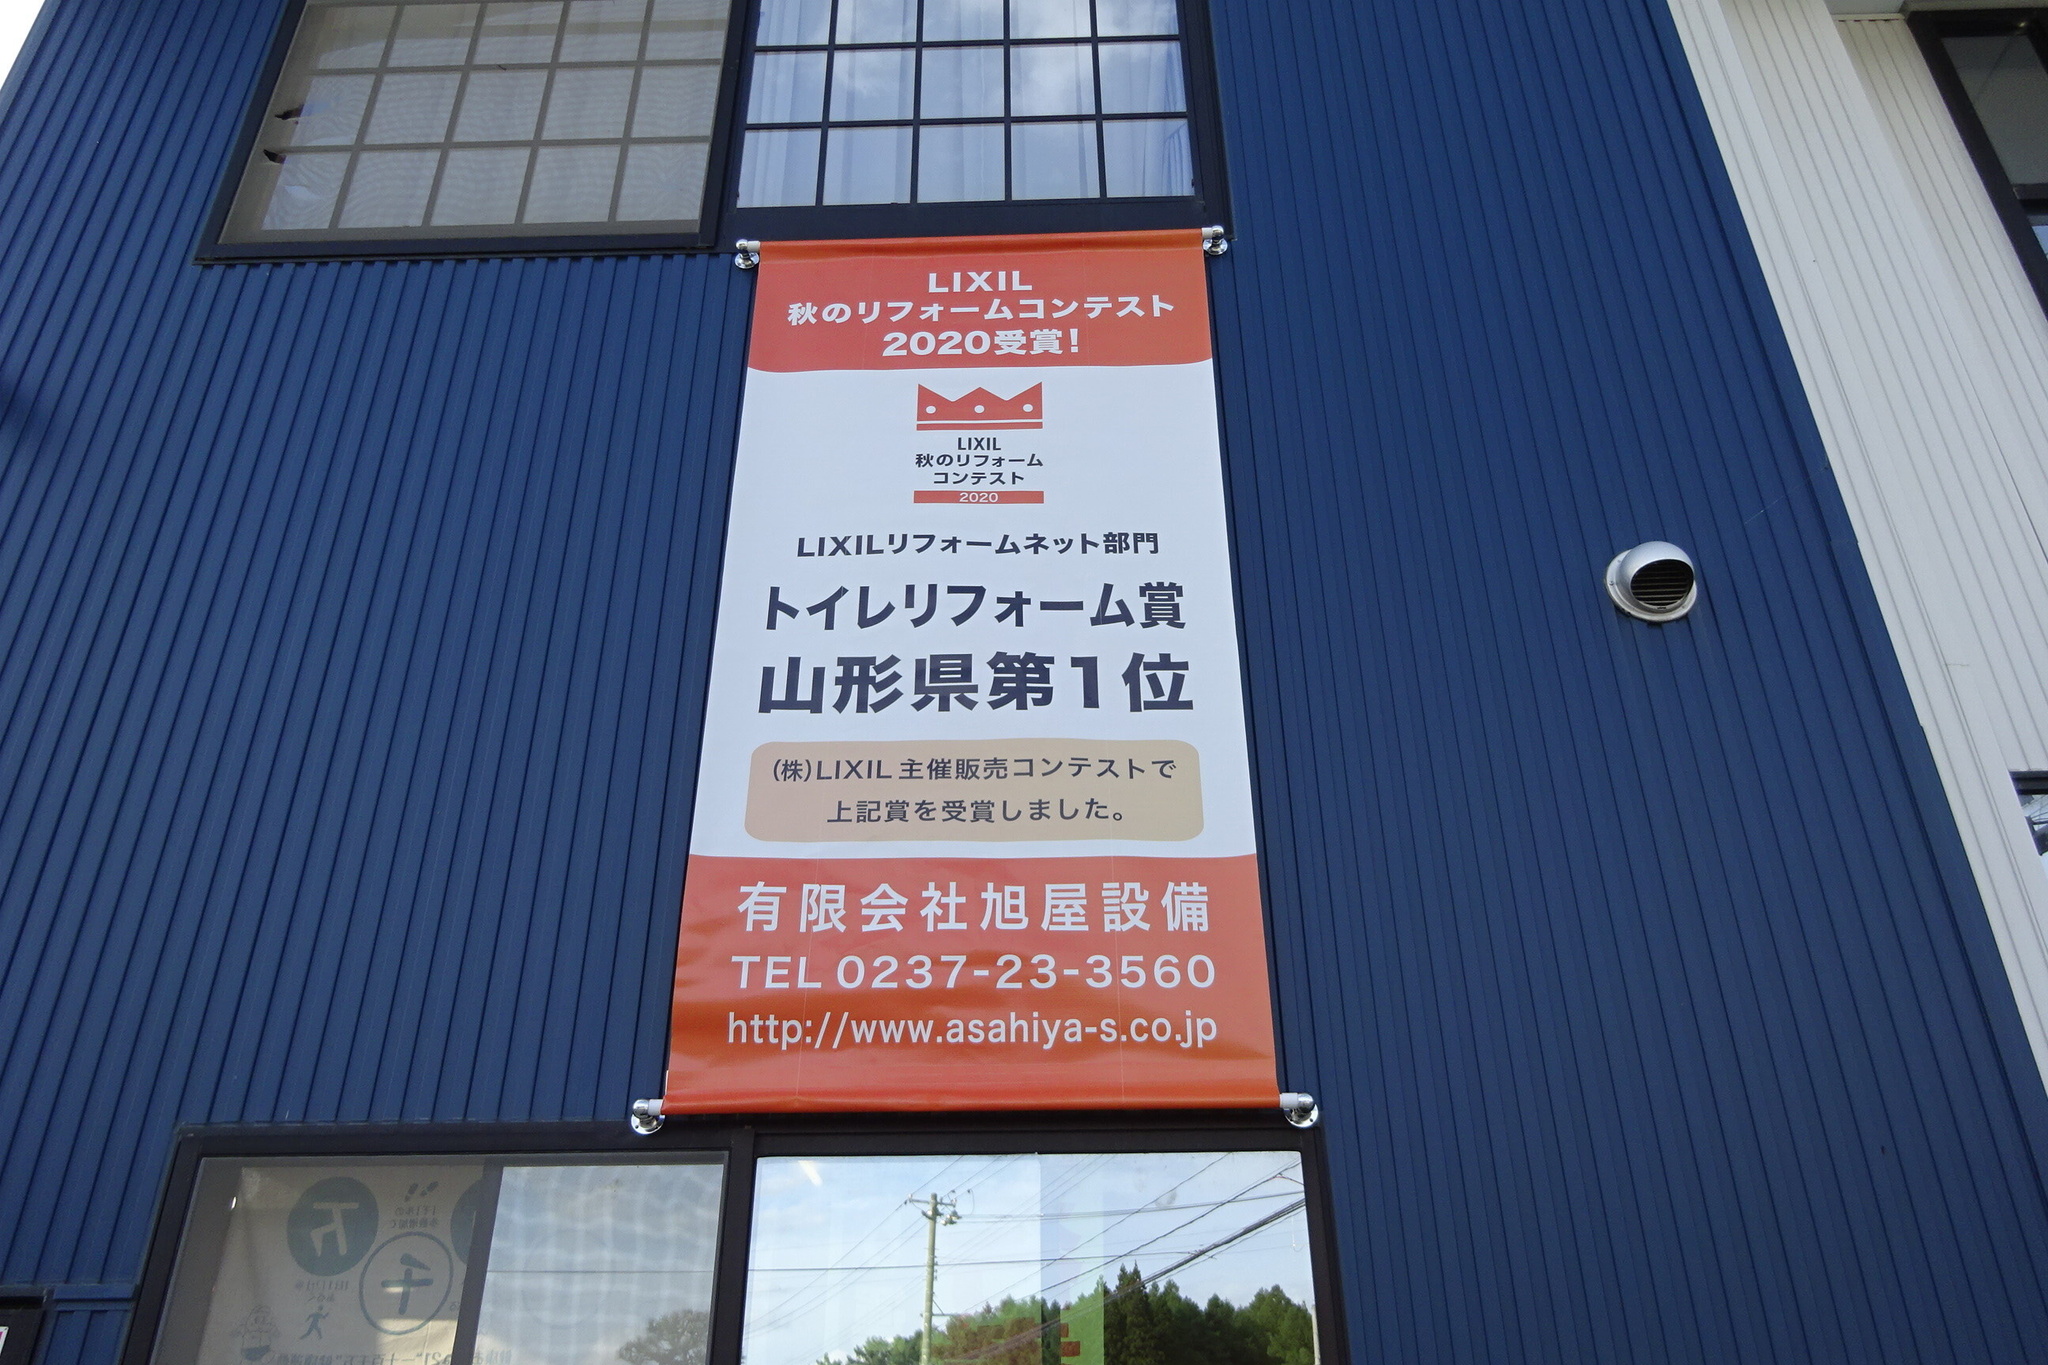 LIXIL
秋のリフォームコンテスト
2020受賞!
LIXIL
秋のリフォーム
コンテスト
2020
LIXILリフォームネット部門
トイレリフォーム賞
山形県第1位
(株)LIXIL 主催販売コンテストで
上記賞を受賞しました。
有限会社旭屋設備
TEL 0237-23-3560
http://www.asahiya-s.co.jp